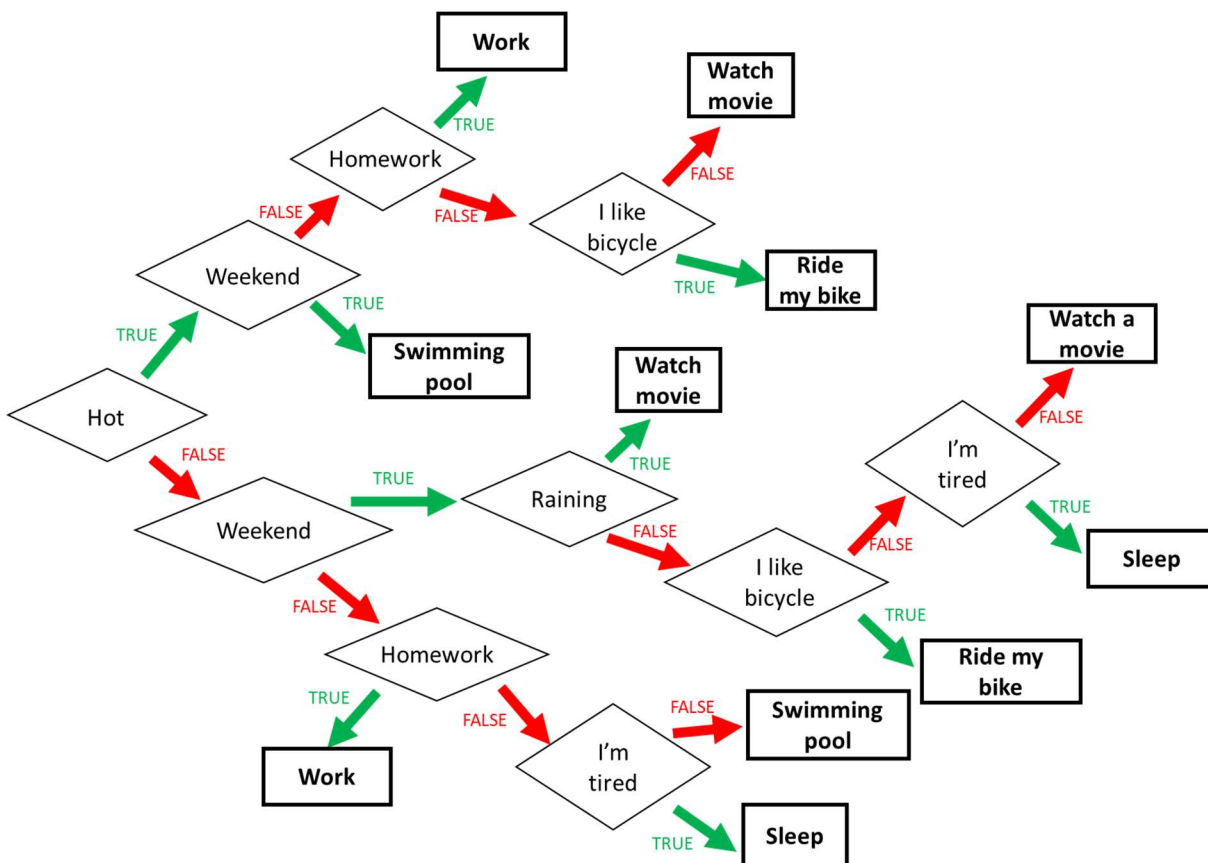 Work
Watch
movie
TRUE
Homework
FALSE
I like
bicycle
FALSE
FALSE
Weekend
TRUE
Ride
my bike
TRUE
TRUE
Swimming
pool
Hot
Watch
movie
Watch a
movie
FALSE
FALSE
TRUE
TRUE
I'm
tired
Weekend
Raining
FALSE
TRUE
FALSE
I like
bicycle
Sleep
FALSE
TRUE
Homework
Ride my
bike
TRUE
FALSE
FALSE
Swimming
pool
I'm
tired
Work
TRUE
Sleep